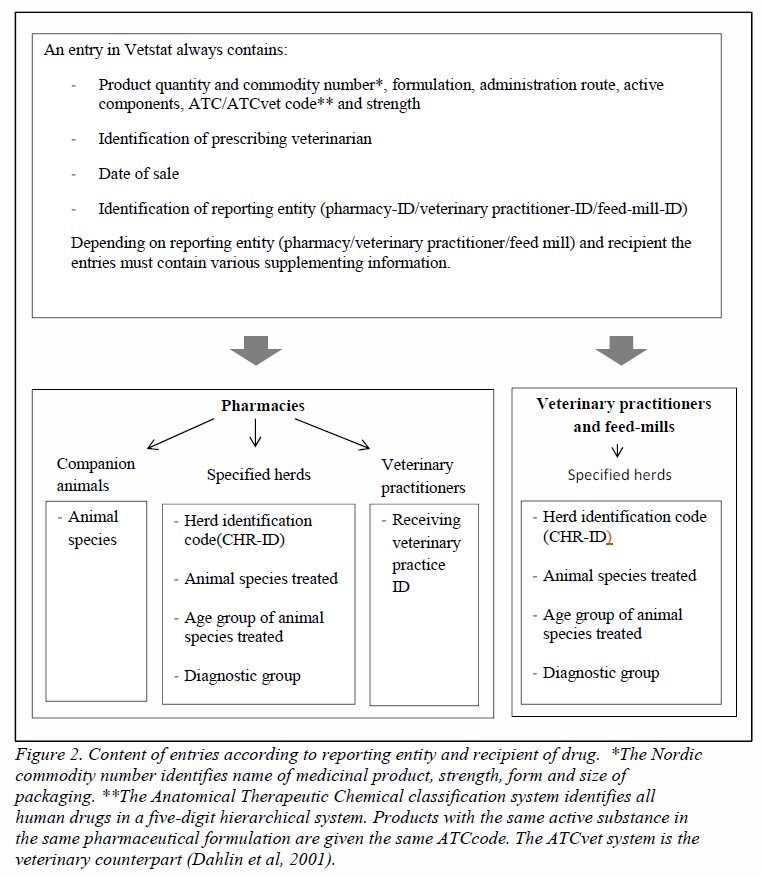 An entry in Vetstat always contains:
- Product quantity and commodity number*, formulation, administration route, active
components, ATC/ATCvet code** and strength
- Identification of prescribing veterinarian
- Date of sale
- Identification of reporting entity (pharmacy-ID/veterinary practitioner-ID/feed-mill-ID)
Depending on reporting entity (pharmacy/veterinary practitioner/feed mill) and recipient the
entries must contain various supplementing information.
Pharmacies
Companion
animals
- Animal
species
Specified herds
- Herd identification
code(CHR-ID)
- Animal species treated
- Age group of animal
species treated
- Diagnostic group
Veterinary
practitioners
- Receiving
veterinary
practice
ID
Veterinary practitioners
and feed-mills
Specified herds
- Herd identification code
(CHR-ID)
- Animal species treated
- Age group of animal
species treated
- Diagnostic group
Figure 2. Content of entries according to reporting entity and recipient of drug. *The Nordic
commodity number identifies name of medicinal product, strength, form and size of
packaging. **The Anatomical Therapeutic Chemical classification system identifies all
human drugs in a five-digit hierarchical system. Products with the same active substance in
the same pharmaceutical formulation are given the same ATCcode. The ATCvet system is the
veterinary counterpart (Dahlin et al, 2001).